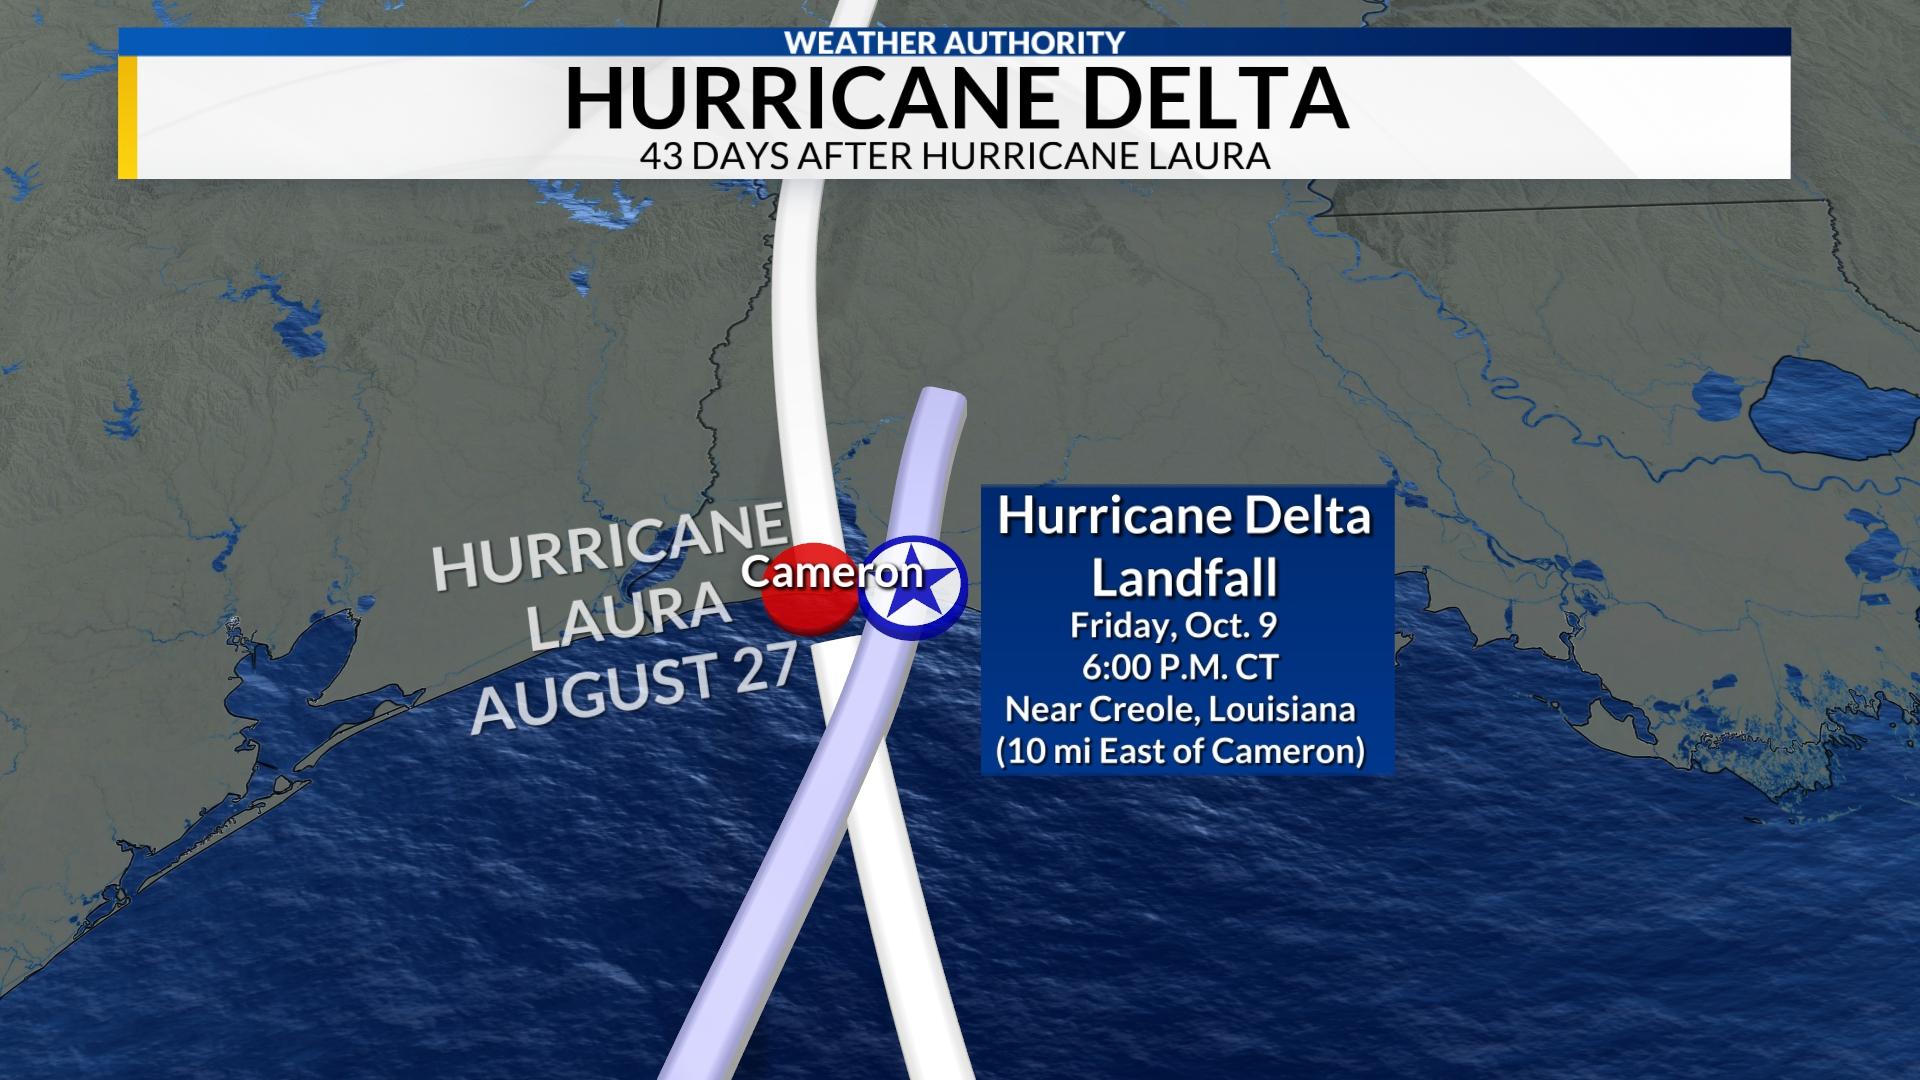 WEATHER AUTHORITY
HURRICANE DELTA
43 DAYS AFTER HURRICANE LAURA
HURRICANE
LAURA
AUGUST 27
Cameron
Hurricane Delta
Landfall
Friday, Oct. 9
6:00 P.M. CT
Near Creole, Louisiana
(10 mi East of Cameron)